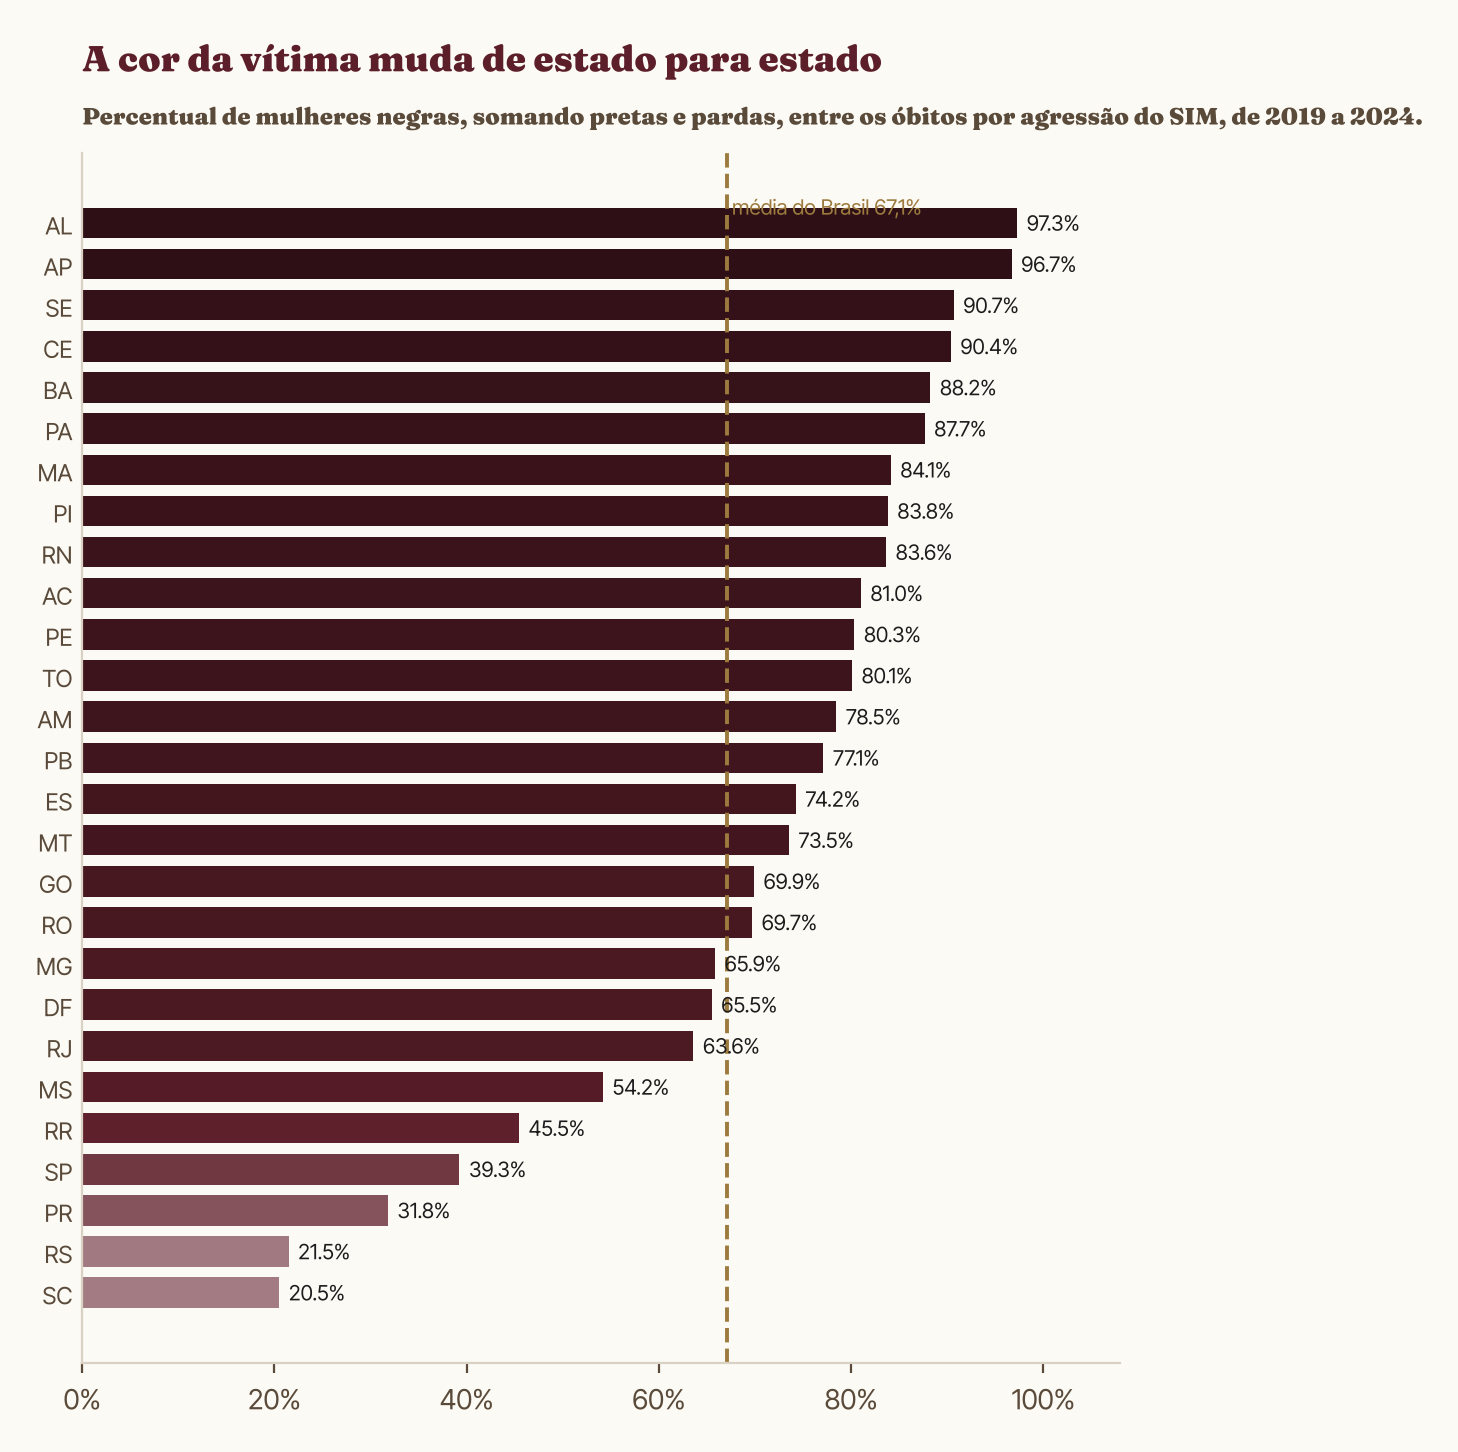 A cor da vítima muda de estado para estado
Percentual de mulheres negras, somando pretas e pardas, entre os óbitos por agressão do SIM, de 2019 a 2024.
média do Brasil 67,1%
AL 97.3%
AP 96.7%
SE 90.7%
CE 90.4%
BA 88.2%
PA 87.7%
MA 84.1%
PI 83.8%
RN 83.6%
AC 81.0%
PE 80.3%
TO 80.1%
AM 78.5%
PB 77.1%
ES 74.2%
MT 73.5%
GO 69.9%
RO 69.7%
MG 65.9%
DF 65.5%
RJ 63.6%
MS 54.2%
RR 45.5%
SP 39.3%
PR 31.8%
RS 21.5%
SC 20.5%
0% 20% 40% 60% 80% 100%